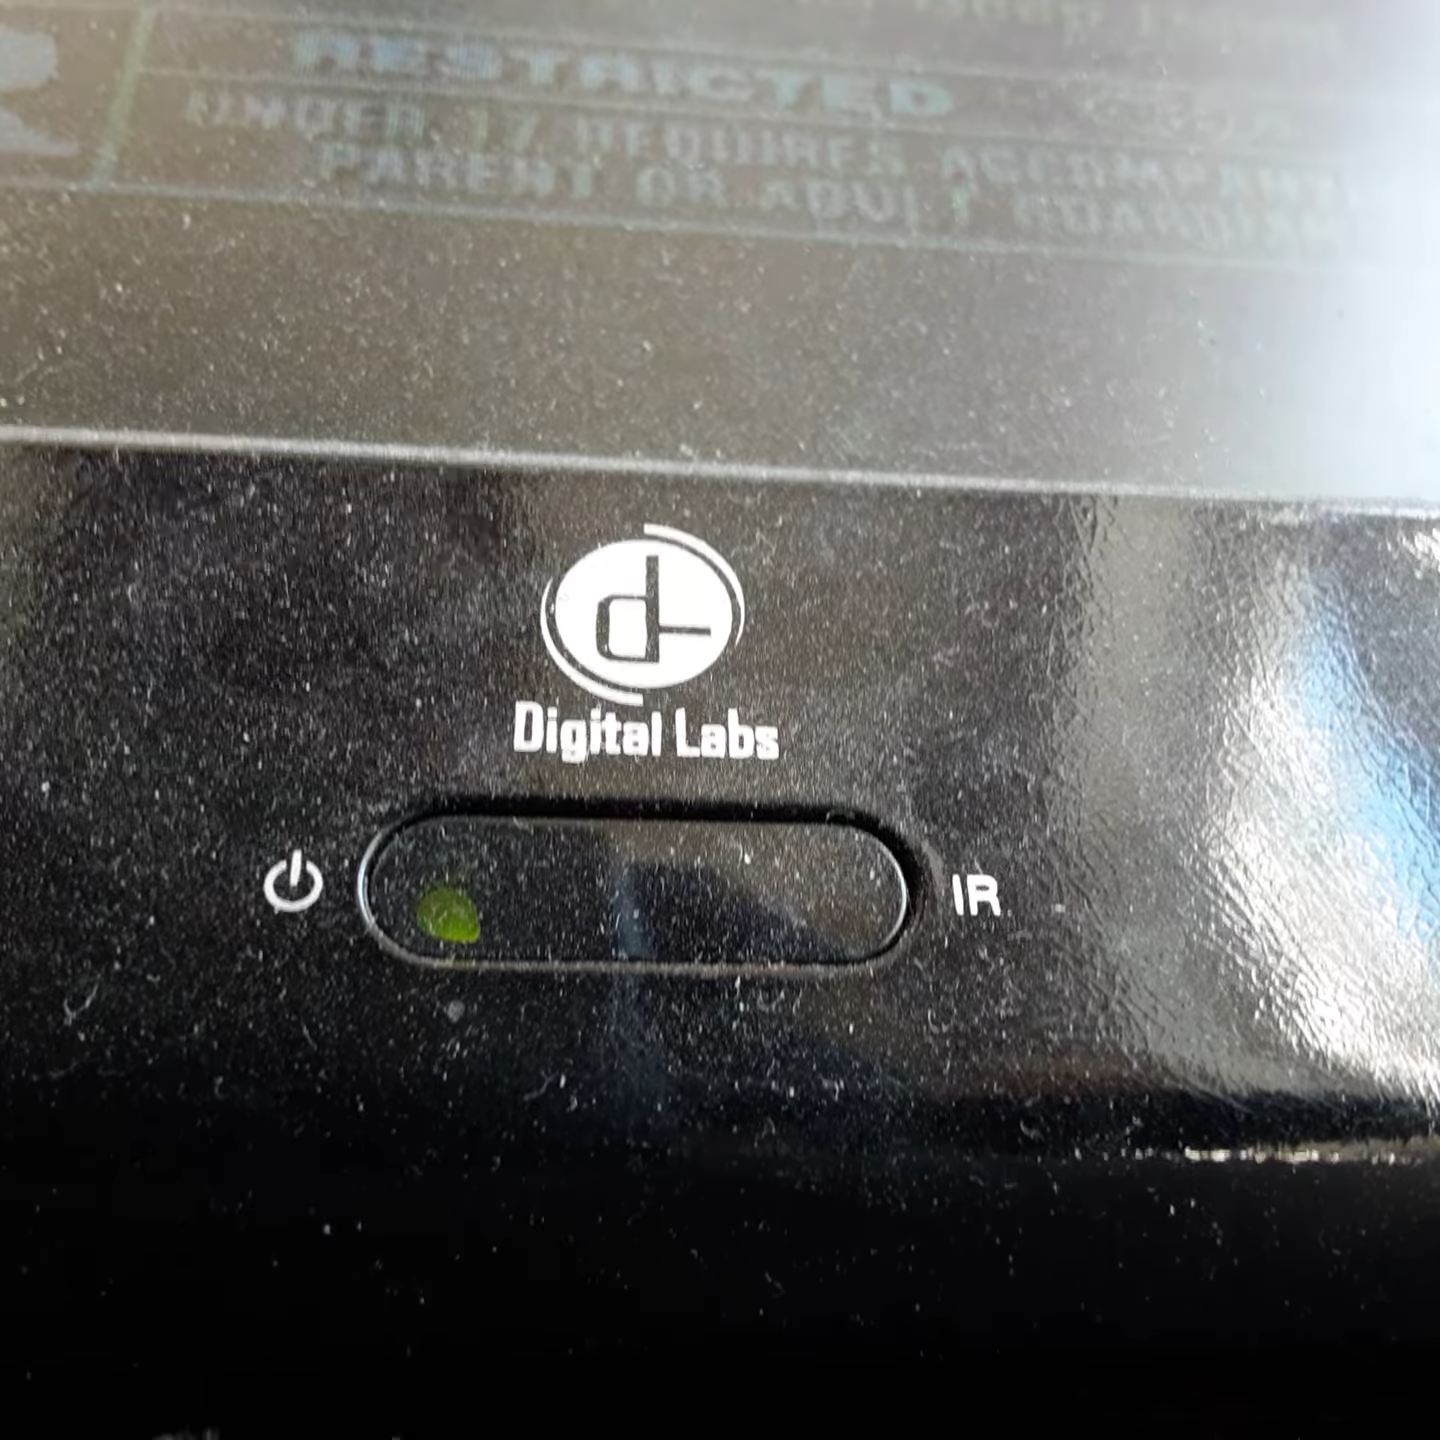 RESTRICTED
UNDER 17 REQUIRES ACCOMPANYING
PARENT OR ADULT GUARDIAN
Digital Labs
IR